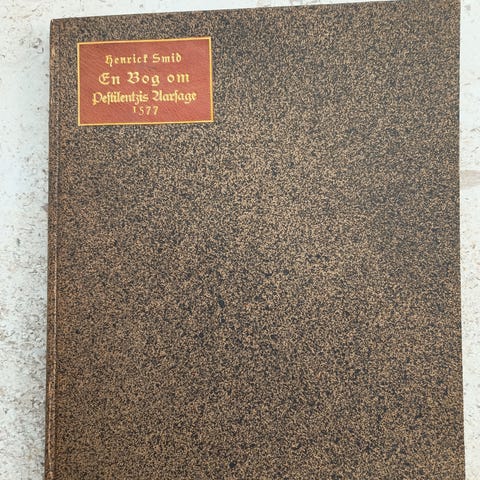 Henrick Smid
En Bog om
Pestilentzis Aarsage
1577